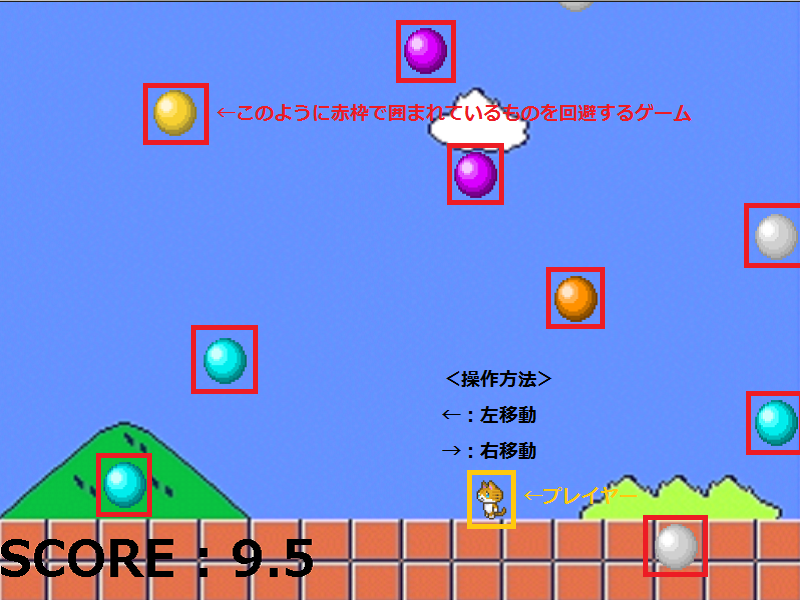 ←このように赤枠で囲まれているものを回避するゲーム
＜操作方法＞
←：左移動
→：右移動
←プレイヤー
SCORE：9.5